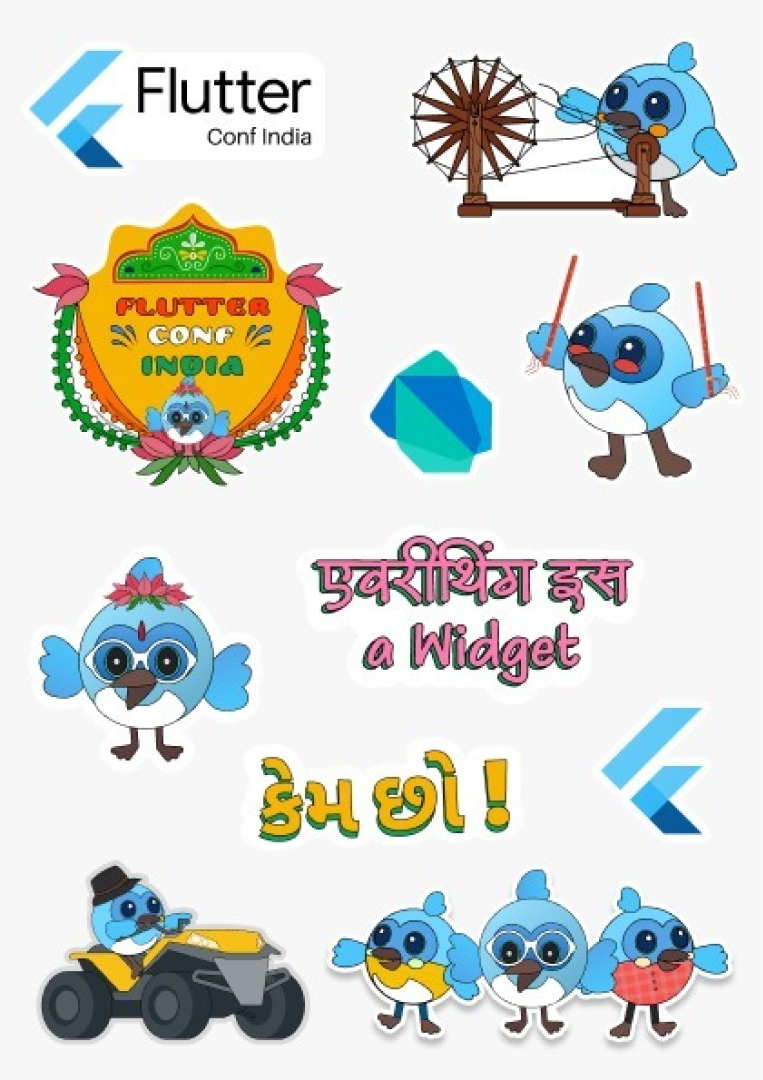 Flutter
Conf India
FLUTTER
CONF
INDIA
एवरीथिंग इस
a Widget
કેમ છો !